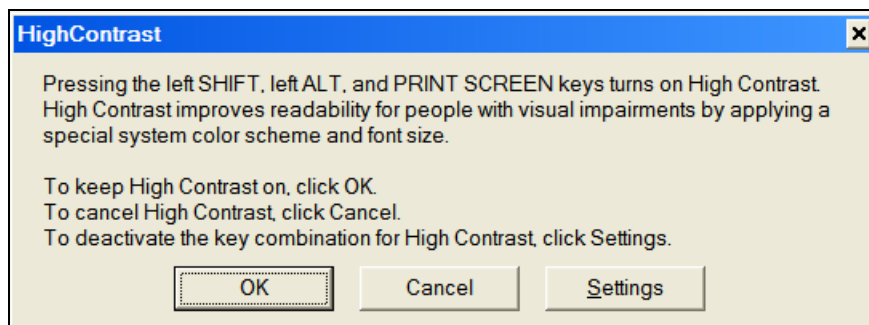 HighContrast
Pressing the left SHIFT, left ALT, and PRINT SCREEN keys turns on High Contrast.
High Contrast improves readability for people with visual impairments by applying a
special system color scheme and font size.
To keep High Contrast on, click OK.
To cancel High Contrast, click Cancel.
To deactivate the key combination for High Contrast, click Settings.
OK Cancel Settings